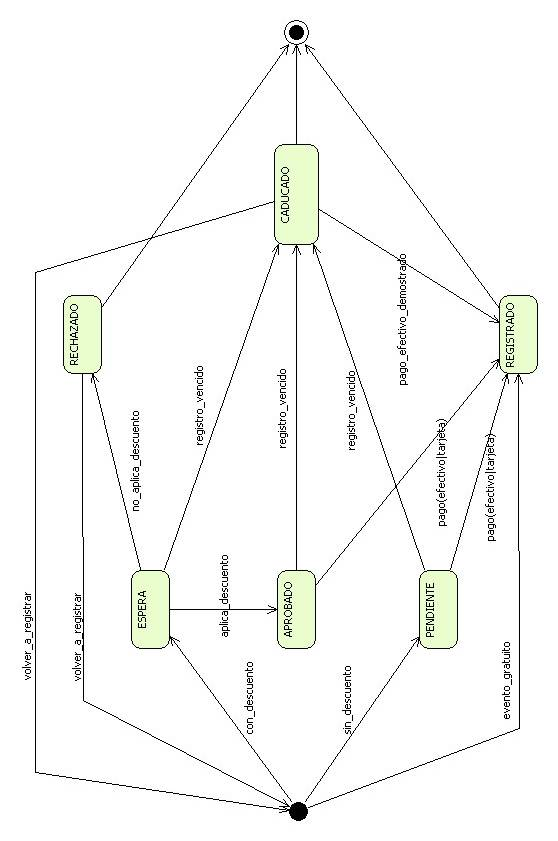 CADUCADO
RECHAZADO
REGISTRADO
pago_efectivo_demostrado
registro_vencido
registro_vencido
registro_vencido
no_aplica_descuento
pago(efectivo|tarjeta)
pago(efectivo|tarjeta)
ESPERA
aplica_descuento
APROBADO
PENDIENTE
volver_a_registrar
volver_a_registrar
con_descuento
sin_descuento
evento_gratuito